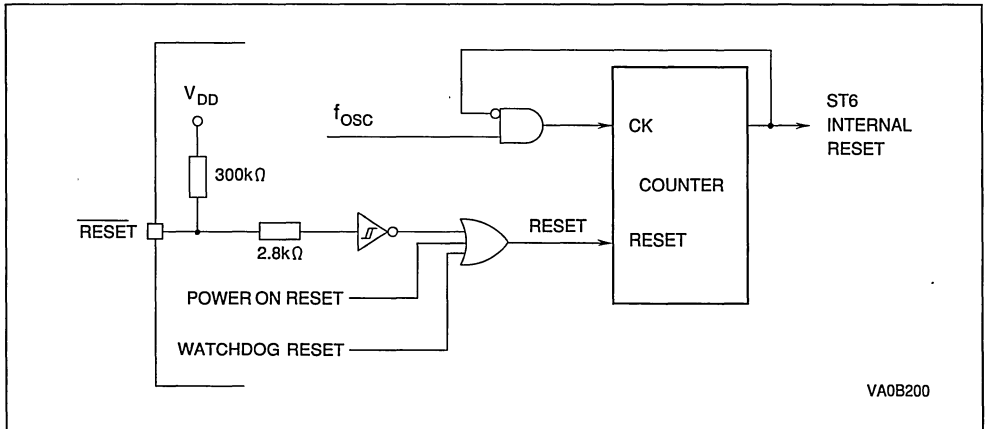 V_DD
300kΩ
RESET
2.8kΩ
POWER ON RESET
WATCHDOG RESET
f_OSC
RESET
CK
COUNTER
RESET
ST6
INTERNAL
RESET
VA0B200